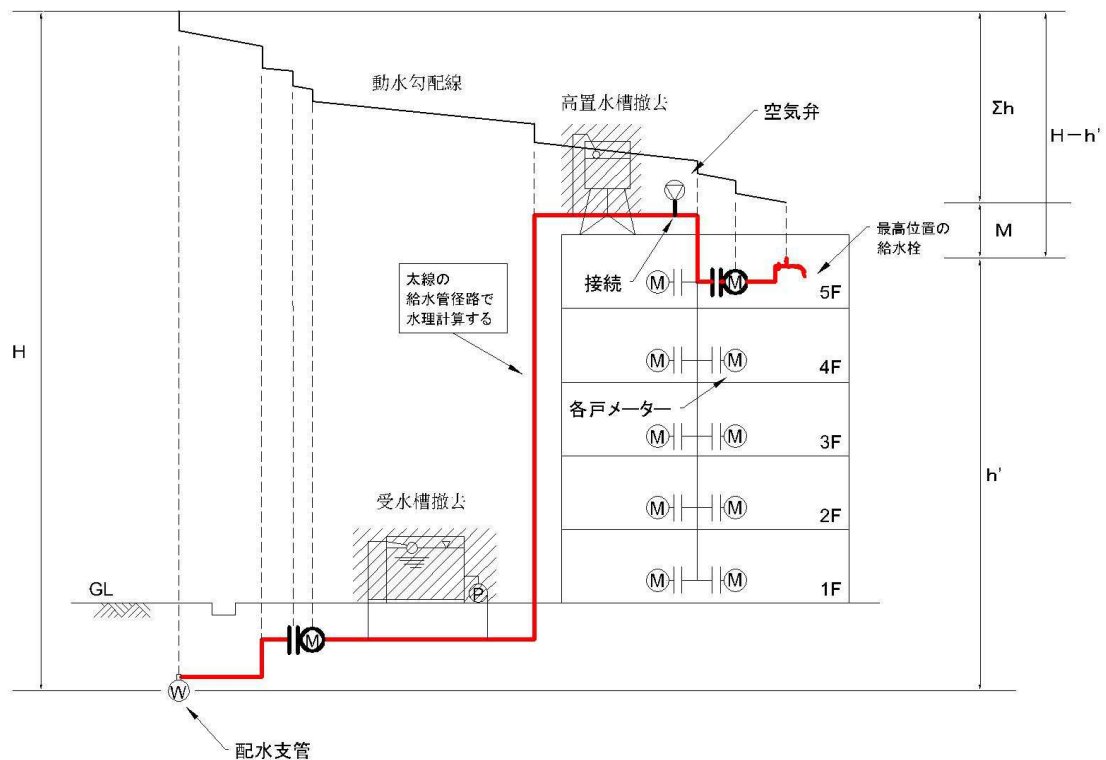 動水勾配線
高置水槽撤去
空気弁
Σh
H－h'
M
最高位置の
給水栓
太線の
給水管径路で
水理計算する
接続
M
M
5F
H
M
M
4F
各戸メーター
M
M
3F
h'
受水槽撤去
M
M
2F
P
M
M
1F
GL
M
W
配水支管